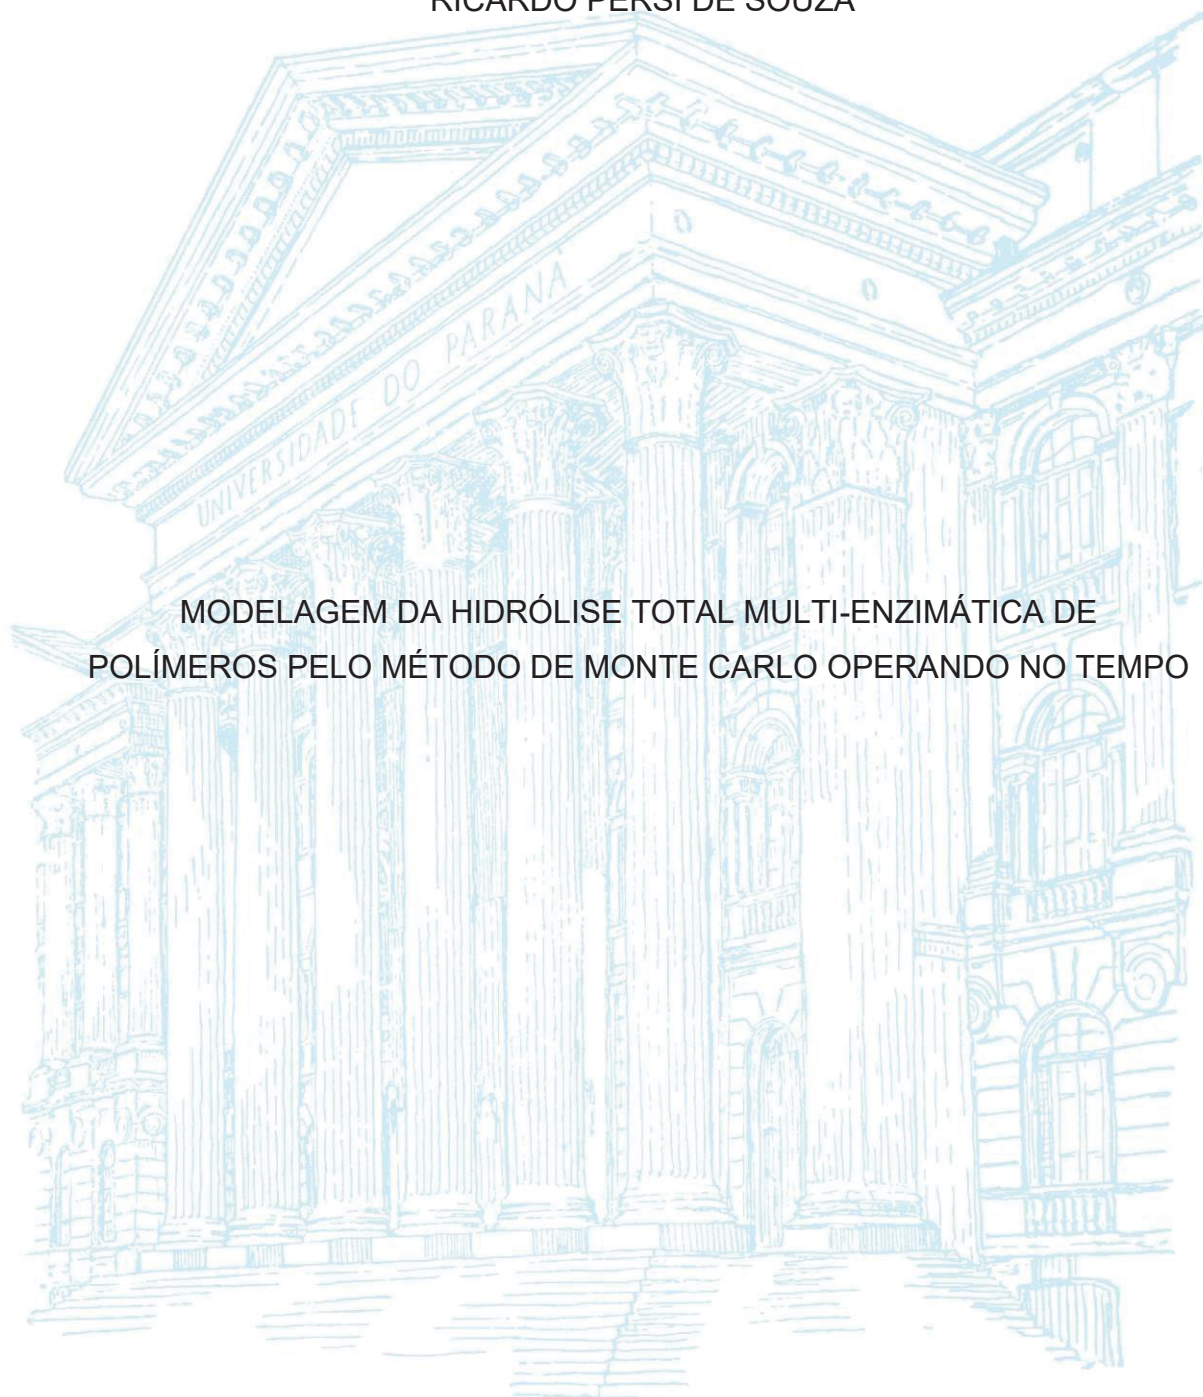 RICARDO PERSI DE SOUZA
UNIVERSIDADE DO PARANÁ
MODELAGEM DA HIDRÓLISE TOTAL MULTI-ENZIMÁTICA DE
POLÍMEROS PELO MÉTODO DE MONTE CARLO OPERANDO NO TEMPO